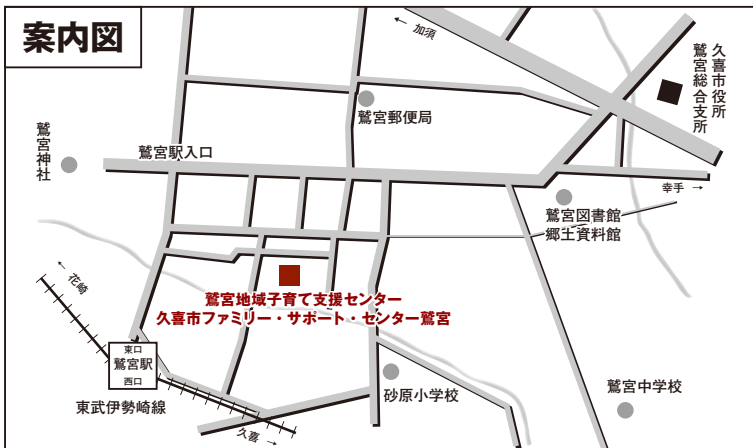 案内図
← 加須
久喜市役所
鷲宮総合支所
鷲宮郵便局
鷲宮駅入口
鷲宮神社
幸手 →
鷲宮図書館
郷土資料館
← 花崎
鷲宮地域子育て支援センター
久喜市ファミリー・サポート・センター鷲宮
東口
鷲宮駅
西口
東武伊勢崎線
久喜 →
砂原小学校
鷲宮中学校